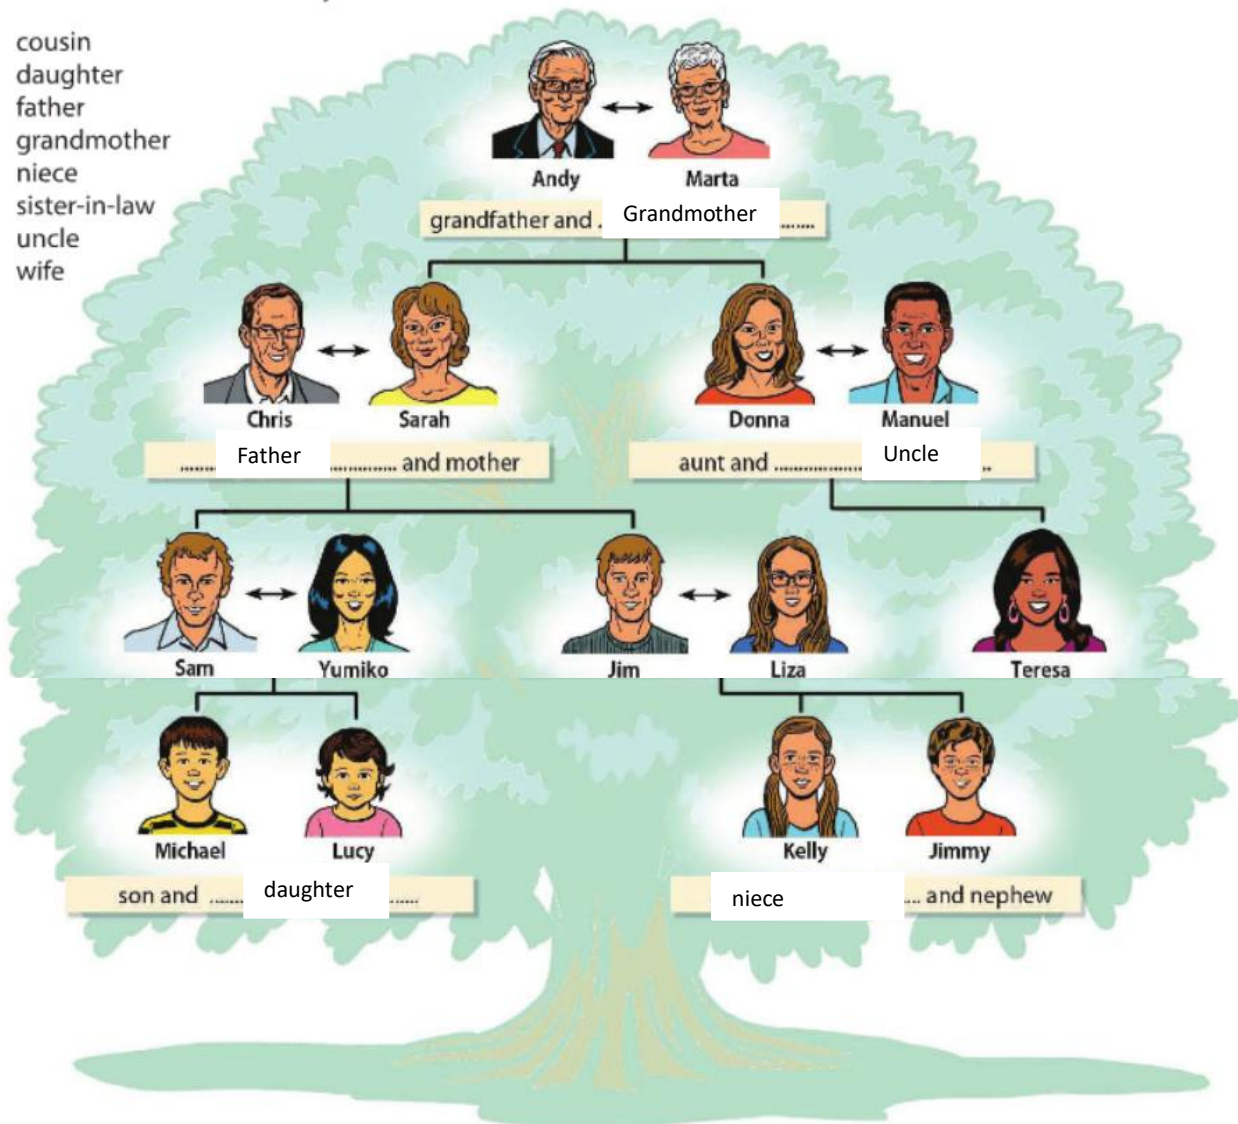 cousin
daughter
father
grandmother
niece
sister-in-law
uncle
wife
Andy Marta
grandfather and . Grandmother ........
Chris Sarah Donna Manuel
....... Father ................. and mother
aunt and ..................... Uncle ..
Sam Yumiko Jim Liza Teresa
Michael Lucy Kelly Jimmy
son and ....... daughter .......
niece .... and nephew